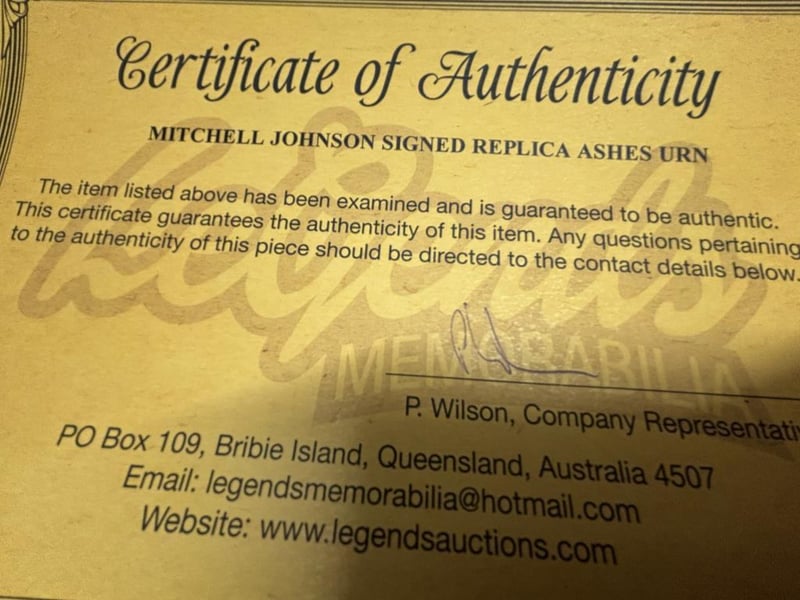 Certificate of Authenticity
MITCHELL JOHNSON SIGNED REPLICA ASHES URN
The item listed above has been examined and is guaranteed to be authentic.
This certificate guarantees the authenticity of this item. Any questions pertaining
to the authenticity of this piece should be directed to the contact details below.
Legends
MEMORABILIA
P. Wilson, Company Representati
PO Box 109, Bribie Island, Queensland, Australia 4507
Email: legendsmemorabilia@hotmail.com
Website: www.legendsauctions.com